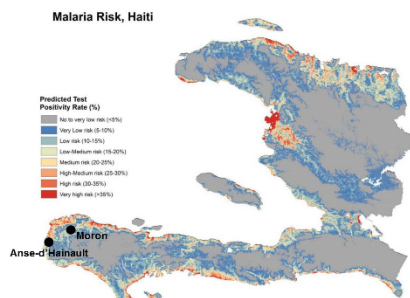 Malaria Risk, Haiti
Predicted Test
Positivity Rate (%)
No to very low risk (<5%)
Very Low risk (5-10%)
Low risk (10-15%)
Low-Medium risk (15-20%)
Medium risk (20-25%)
High-Medium risk (25-30%)
High risk (30-35%)
Very high risk (>35%)
Moron
Anse-d'Hainault